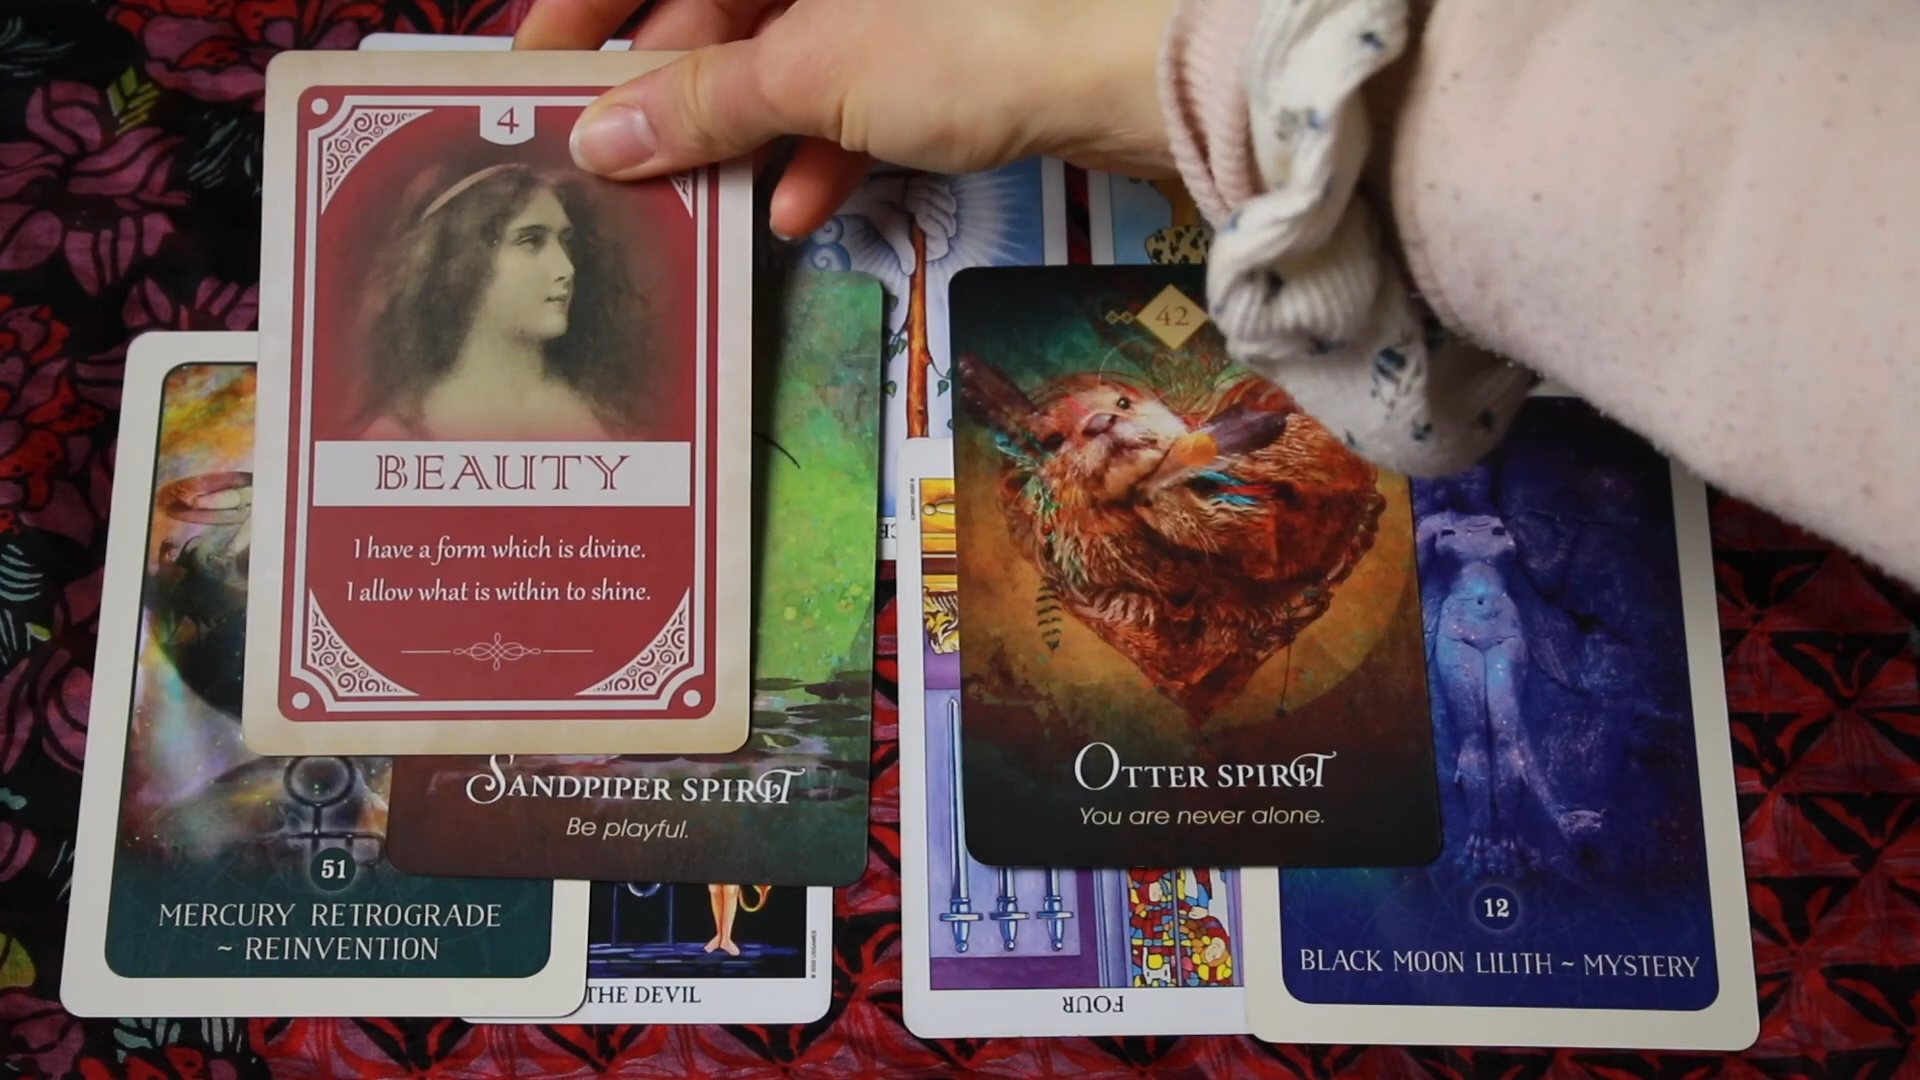 4
BEAUTY
I have a form which is divine.
I allow what is within to shine.
SANDPIPER SPIRIT
Be playful.
51
MERCURY RETROGRADE
~ REINVENTION
THE DEVIL
42
OTTER SPIRIT
You are never alone.
FOUR
12
BLACK MOON LILITH ~ MYSTERY